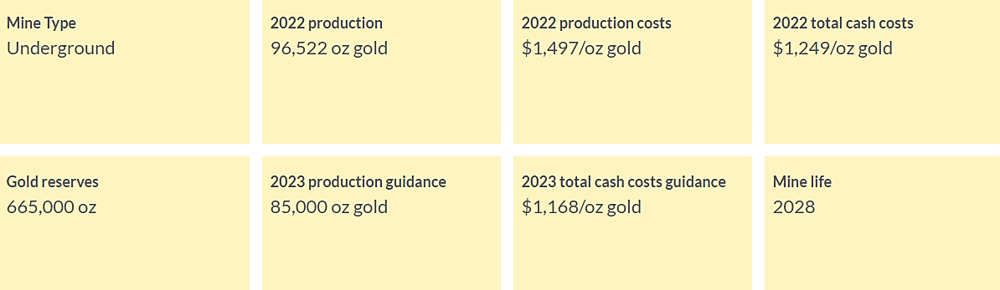 Mine Type
Underground
2022 production
96,522 oz gold
2022 production costs
$1,497/oz gold
2022 total cash costs
$1,249/oz gold
Gold reserves
665,000 oz
2023 production guidance
85,000 oz gold
2023 total cash costs guidance
$1,168/oz gold
Mine life
2028